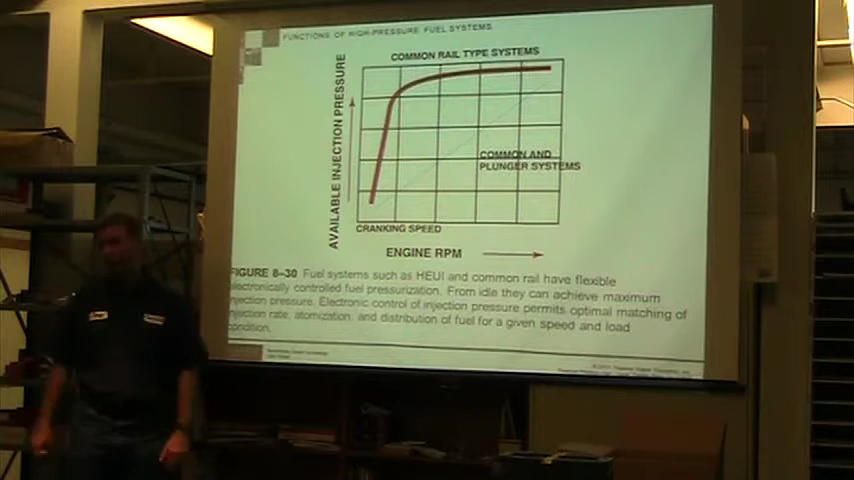 FUNCTIONS OF HIGH-PRESSURE FUEL SYSTEMS
COMMON RAIL TYPE SYSTEMS
AVAILABLE INJECTION PRESSURE
COMMON AND
PLUNGER SYSTEMS
CRANKING SPEED
ENGINE RPM
FIGURE 8–30 Fuel systems such as HEUI and common rail have flexible
electronically controlled fuel pressurization. From idle they can achieve maximum
injection pressure. Electronic control of injection pressure permits optimal matching of
injection rate, atomization, and distribution of fuel for a given speed and load
condition.